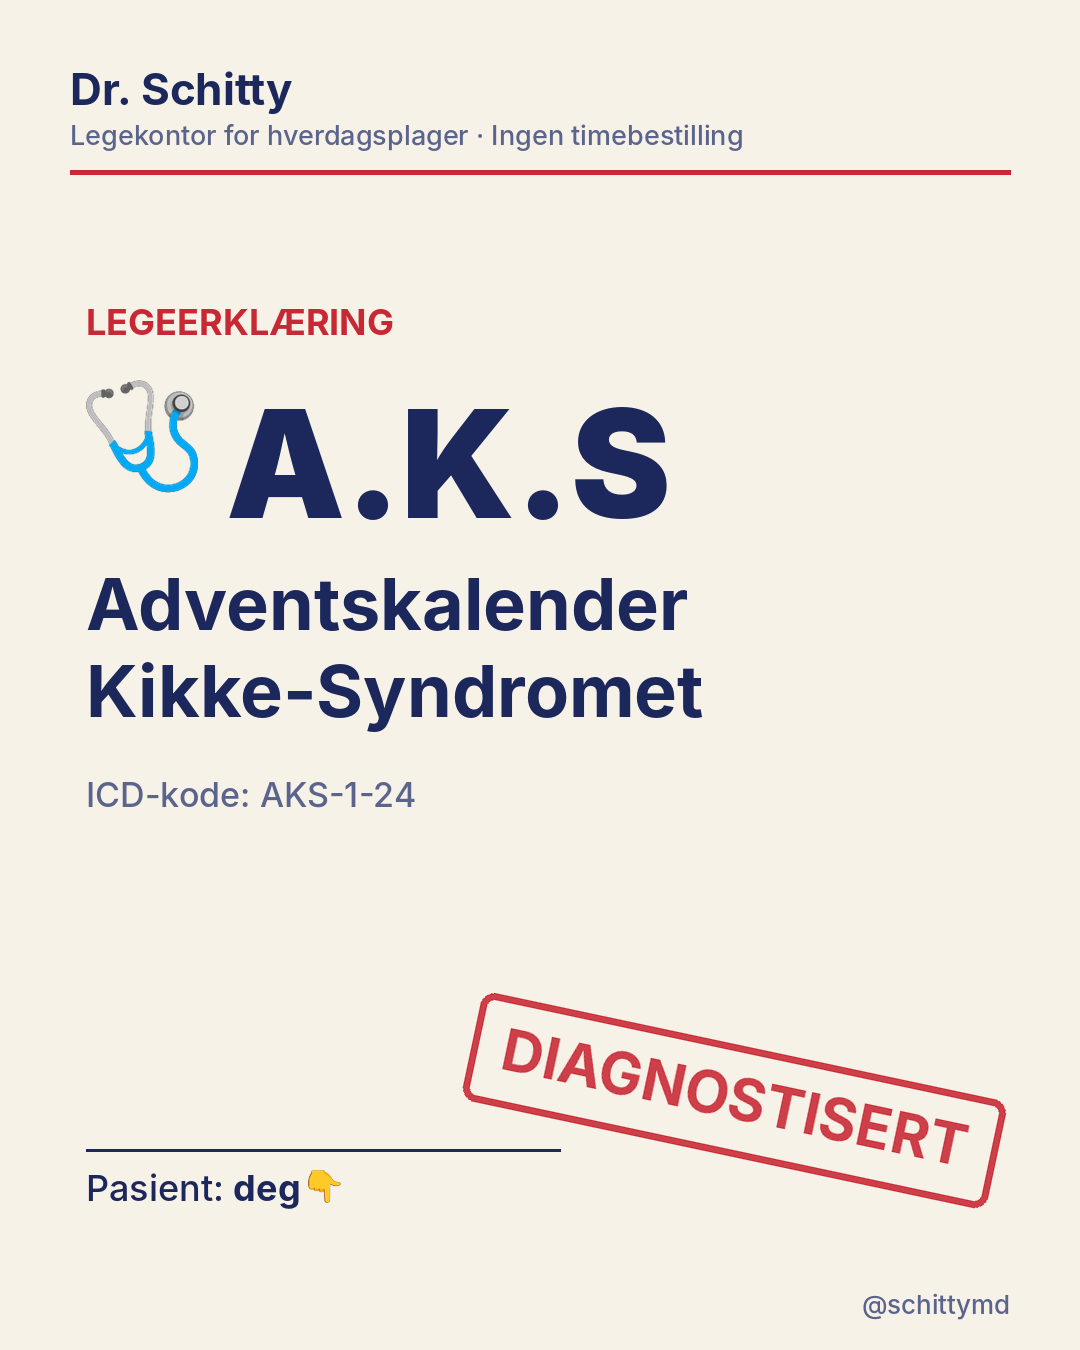 Dr. Schitty
Legekontor for hverdagsplager · Ingen timebestilling
LEGEERKLÆRING
🩺 A.K.S
Adventskalender
Kikke-Syndromet
ICD-kode: AKS-1-24
DIAGNOSTISERT
Pasient: deg👇
@schittymd